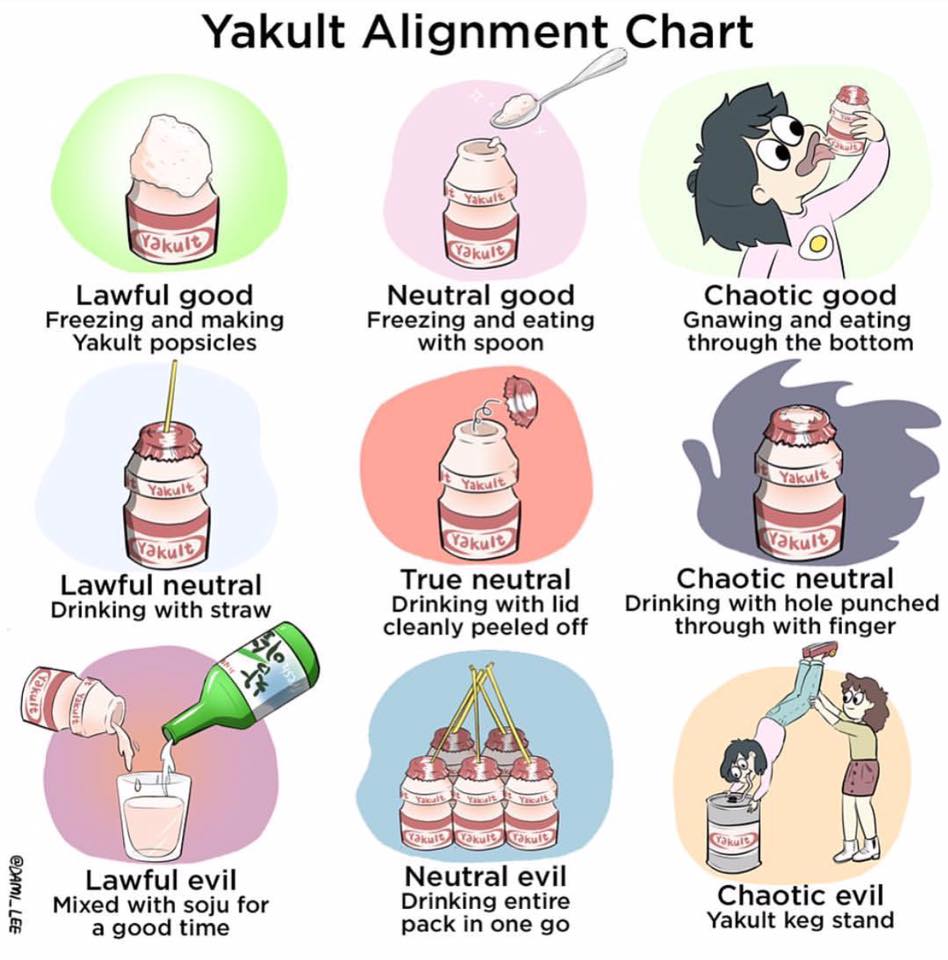 Yakult Alignment Chart
Yakult
Lawful good
Freezing and making
Yakult popsicles
Yakult
Yakult
Neutral good
Freezing and eating
with spoon
Yakult
Chaotic good
Gnawing and eating
through the bottom
Yakult
Yakult
Lawful neutral
Drinking with straw
Yakult
Yakult
True neutral
Drinking with lid
cleanly peeled off
Yakult
Yakult
Chaotic neutral
Drinking with hole punched
through with finger
Yakult
Yakult
Lawful evil
Mixed with soju for
a good time
Yakult Yakult Yakult
Yakult Yakult Yakult
Neutral evil
Drinking entire
pack in one go
Yakult
Chaotic evil
Yakult keg stand
@DAMI_LEE